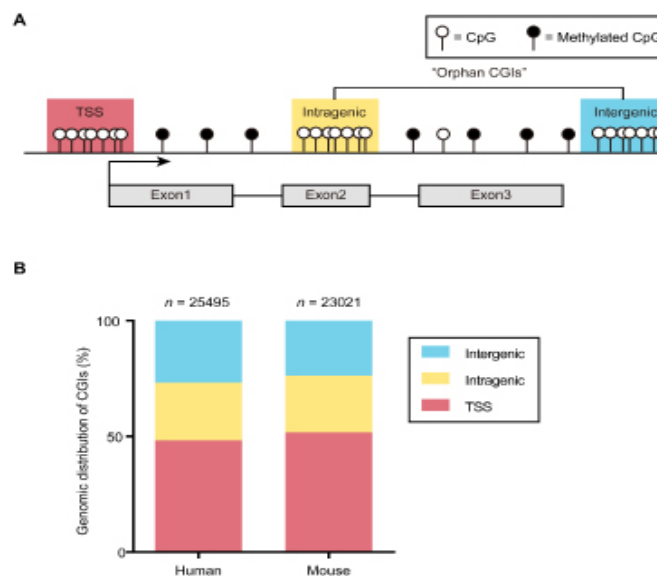 A
= CpG
= Methylated CpG
"Orphan CGIs"
TSS
Intragenic
Intergenic
Exon1
Exon2
Exon3
B
n = 25495
n = 23021
100
50
0
Genomic distribution of CGIs (%)
Human
Mouse
Intergenic
Intragenic
TSS